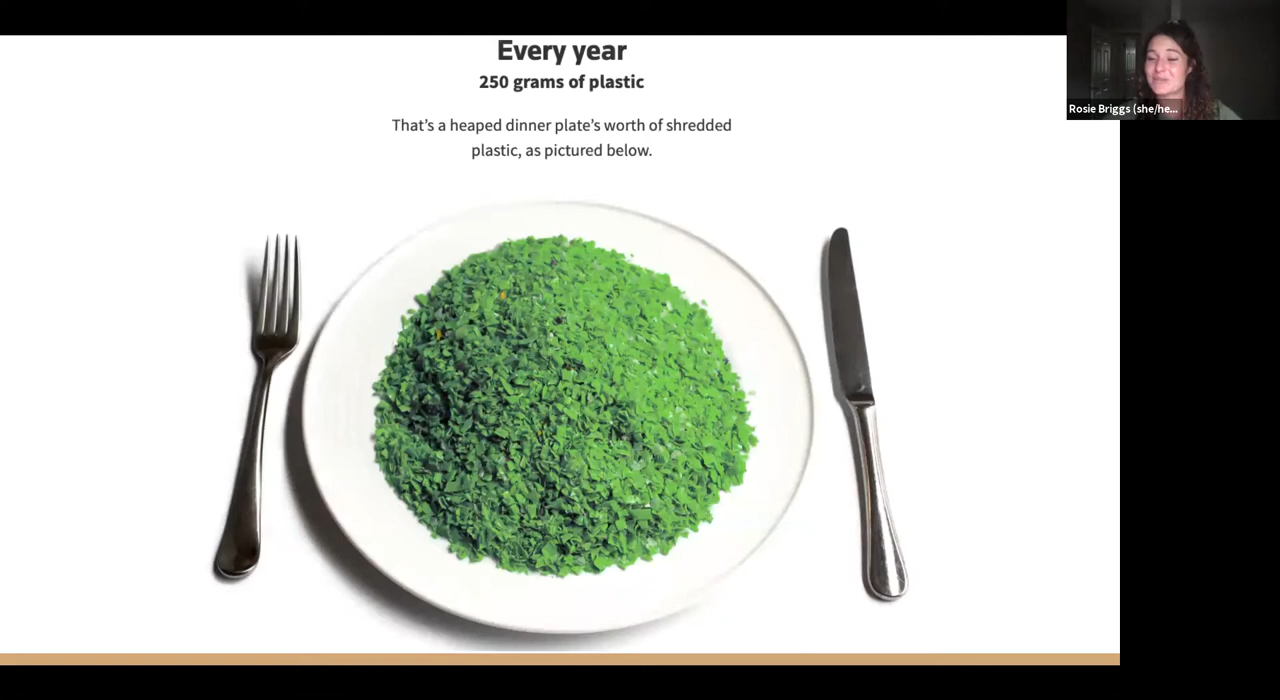 Every year
250 grams of plastic
That’s a heaped dinner plate’s worth of shredded
plastic, as pictured below.
Rosie Briggs (she/he...